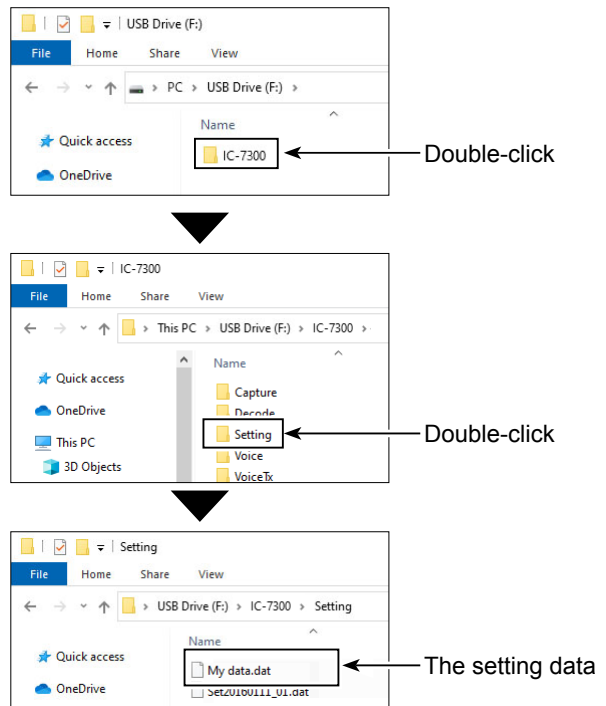 USB Drive (F:)
File Home Share View
PC > USB Drive (F:) >
Name
Quick access
IC-7300
Double-click
OneDrive
IC-7300
File Home Share View
This PC > USB Drive (F:) > IC-7300 >
Name
Quick access
Capture
OneDrive
Decode
Setting
Double-click
This PC
Voice
3D Objects
VoiceTx
Setting
File Home Share View
USB Drive (F:) > IC-7300 > Setting
Name
Quick access
My data.dat
The setting data
OneDrive
Set20160111_01.dat